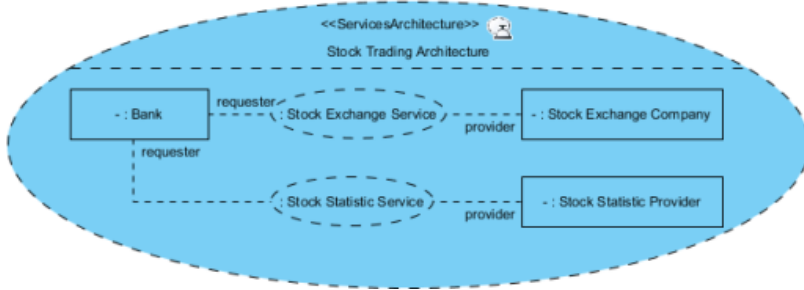 <<ServicesArchitecture>>
Stock Trading Architecture
- : Bank
requester
: Stock Exchange Service
provider
- : Stock Exchange Company
requester
: Stock Statistic Service
provider
- : Stock Statistic Provider